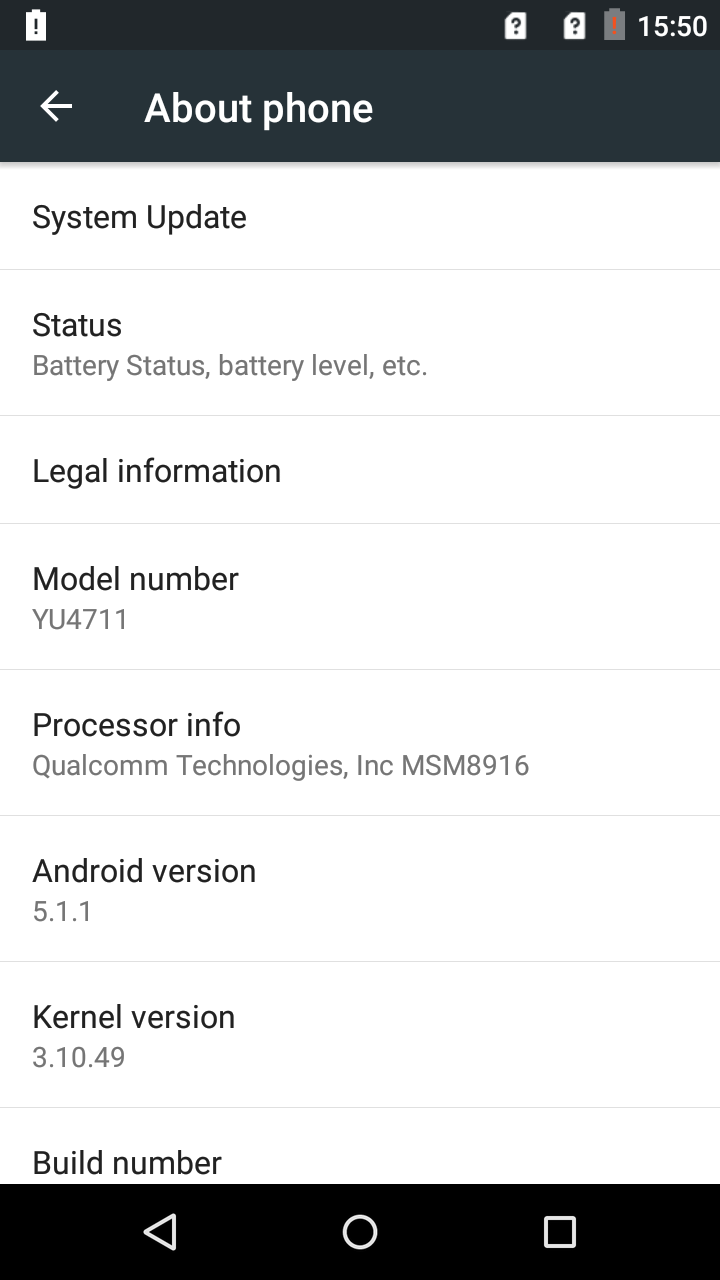 15:50
About phone
System Update
Status
Battery Status, battery level, etc.
Legal information
Model number
YU4711
Processor info
Qualcomm Technologies, Inc MSM8916
Android version
5.1.1
Kernel version
3.10.49
Build number